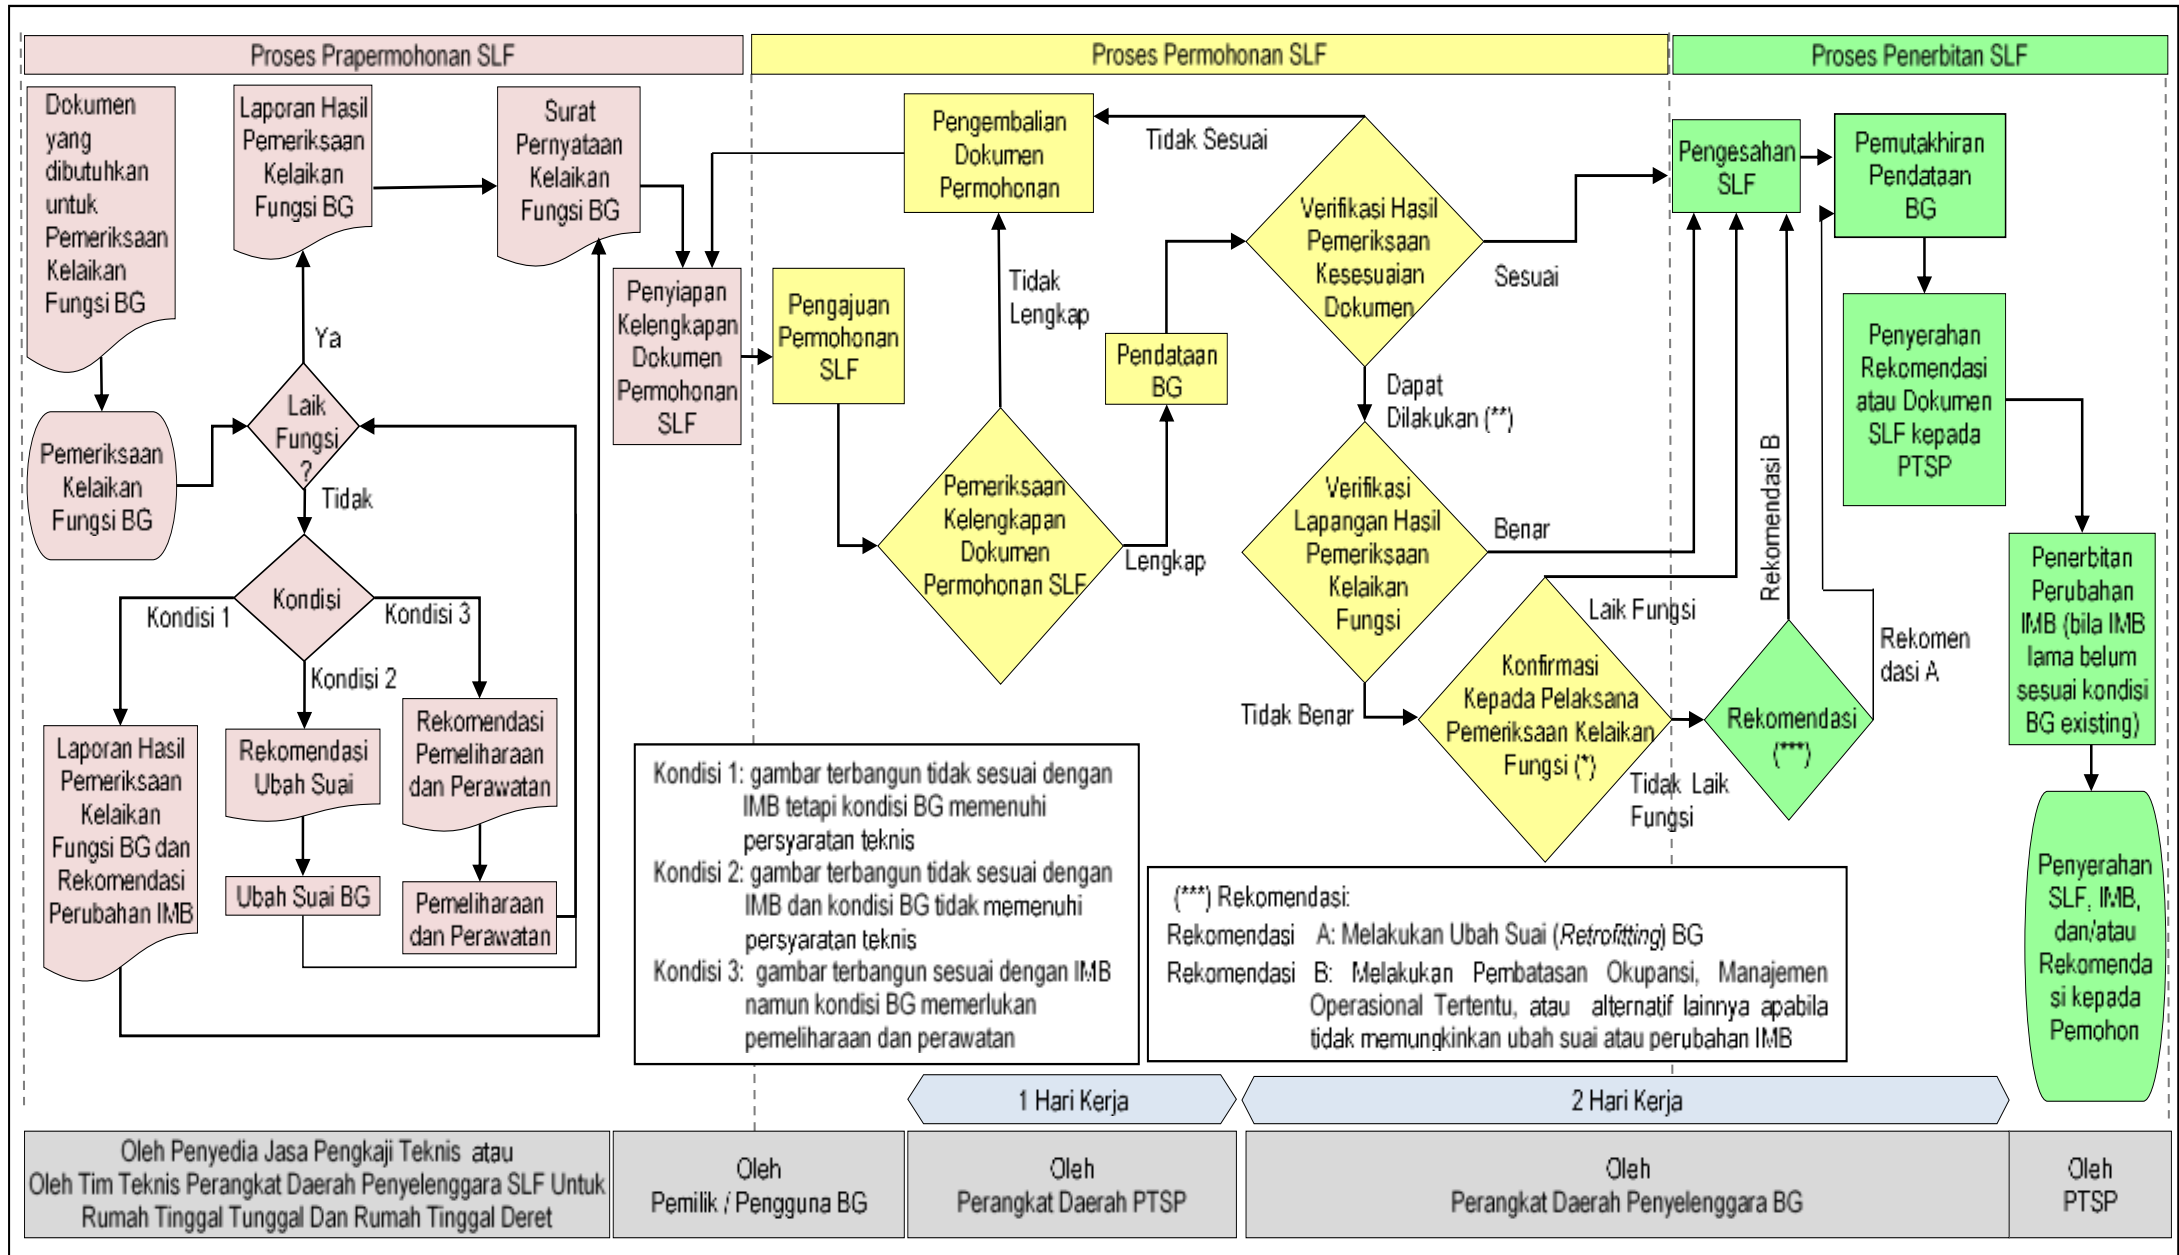 Proses Prapermohonan SLF
Proses Permohonan SLF
Proses Penerbitan SLF
Dokumen
yang
dibutuhkan
untuk
Pemeriksaan
Kelaikan
Fungsi BG
Laporan Hasil
Pemeriksaan
Kelaikan
Fungsi BG
Surat
Pernyataan
Kelaikan
Fungsi BG
Ya
Laik
Fungsi
?
Tidak
Pemeriksaan
Kelaikan
Fungsi BG
Kondisi
Kondisi 1
Kondisi 2
Kondisi 3
Laporan Hasil
Pemeriksaan
Kelaikan
Fungsi BG dan
Rekomendasi
Perubahan IMB
Rekomendasi
Ubah Suai
Ubah Suai BG
Rekomendasi
Pemeliharaan
dan Perawatan
Pemeliharaan
dan Perawatan
Penyiapan
Kelengkapan
Dokumen
Permohonan
SLF
Pengajuan
Permohonan
SLF
Pengembalian
Dokumen
Permohonan
Tidak
Lengkap
Pemeriksaan
Kelengkapan
Dokumen
Permohonan SLF
Lengkap
Pendataan
BG
Tidak Sesuai
Verifikasi Hasil
Pemeriksaan
Kesesuaian
Dokumen
Sesuai
Dapat
Dilakukan (**)
Verifikasi
Lapangan Hasil
Pemeriksaan
Kelaikan
Fungsi
Benar
Tidak Benar
Konfirmasi
Kepada Pelaksana
Pemeriksaan Kelaikan
Fungsi (*)
Laik Fungsi
Tidak Laik
Fungsi
Pengesahan
SLF
Rekomendasi B
Rekomendasi
(***)
Rekomen
dasi A
Pemutakhiran
Pendataan
BG
Penyerahan
Rekomendasi
atau Dokumen
SLF kepada
PTSP
Penerbitan
Perubahan
IMB (bila IMB
lama belum
sesuai kondisi
BG existing)
Penyerahan
SLF, IMB,
dan/atau
Rekomenda
si kepada
Pemohon
Kondisi 1: gambar terbangun tidak sesuai dengan
IMB tetapi kondisi BG memenuhi
persyaratan teknis
Kondisi 2: gambar terbangun tidak sesuai dengan
IMB dan kondisi BG tidak memenuhi
persyaratan teknis
Kondisi 3: gambar terbangun sesuai dengan IMB
namun kondisi BG memerlukan
pemeliharaan dan perawatan
(***) Rekomendasi:
Rekomendasi A: Melakukan Ubah Suai (Retrofitting) BG
Rekomendasi B: Melakukan Pembatasan Okupansi, Manajemen
Operasional Tertentu, atau alternatif lainnya apabila
tidak memungkinkan ubah suai atau perubahan IMB
1 Hari Kerja
2 Hari Kerja
Oleh Penyedia Jasa Pengkaji Teknis atau
Oleh Tim Teknis Perangkat Daerah Penyelenggara SLF Untuk
Rumah Tinggal Tunggal Dan Rumah Tinggal Deret
Oleh
Pemilik / Pengguna BG
Oleh
Perangkat Daerah PTSP
Oleh
Perangkat Daerah Penyelenggara BG
Oleh
PTSP